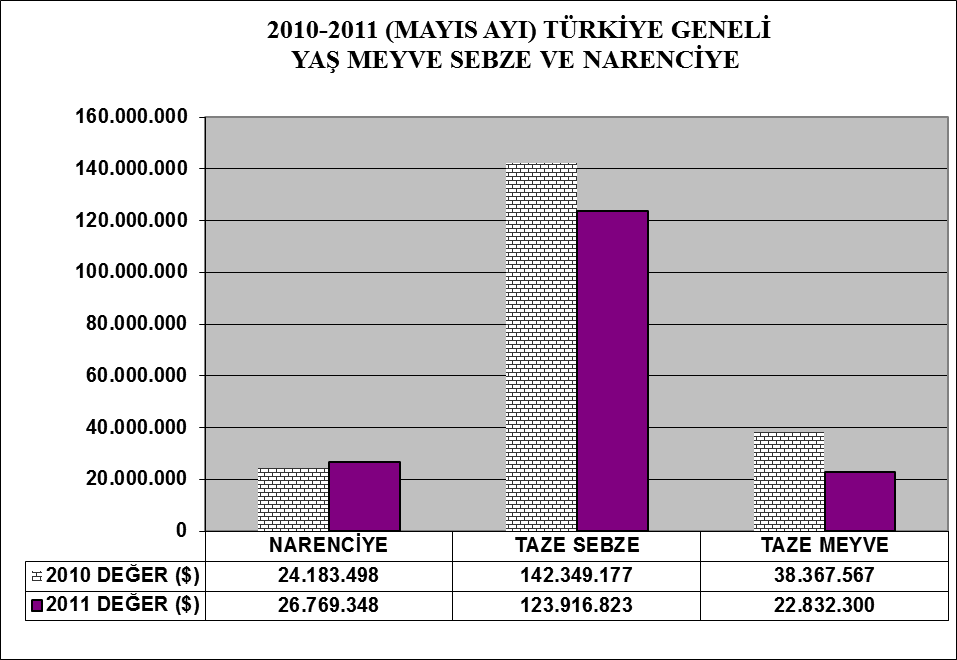 2010-2011 (MAYIS AYI) TÜRKİYE GENELİ
YAŞ MEYVE SEBZE VE NARENCİYE
160.000.000
140.000.000
120.000.000
100.000.000
80.000.000
60.000.000
40.000.000
20.000.000
0
NARENCİYE TAZE SEBZE TAZE MEYVE
2010 DEĞER ($) 24.183.498 142.349.177 38.367.567
2011 DEĞER ($) 26.769.348 123.916.823 22.832.300